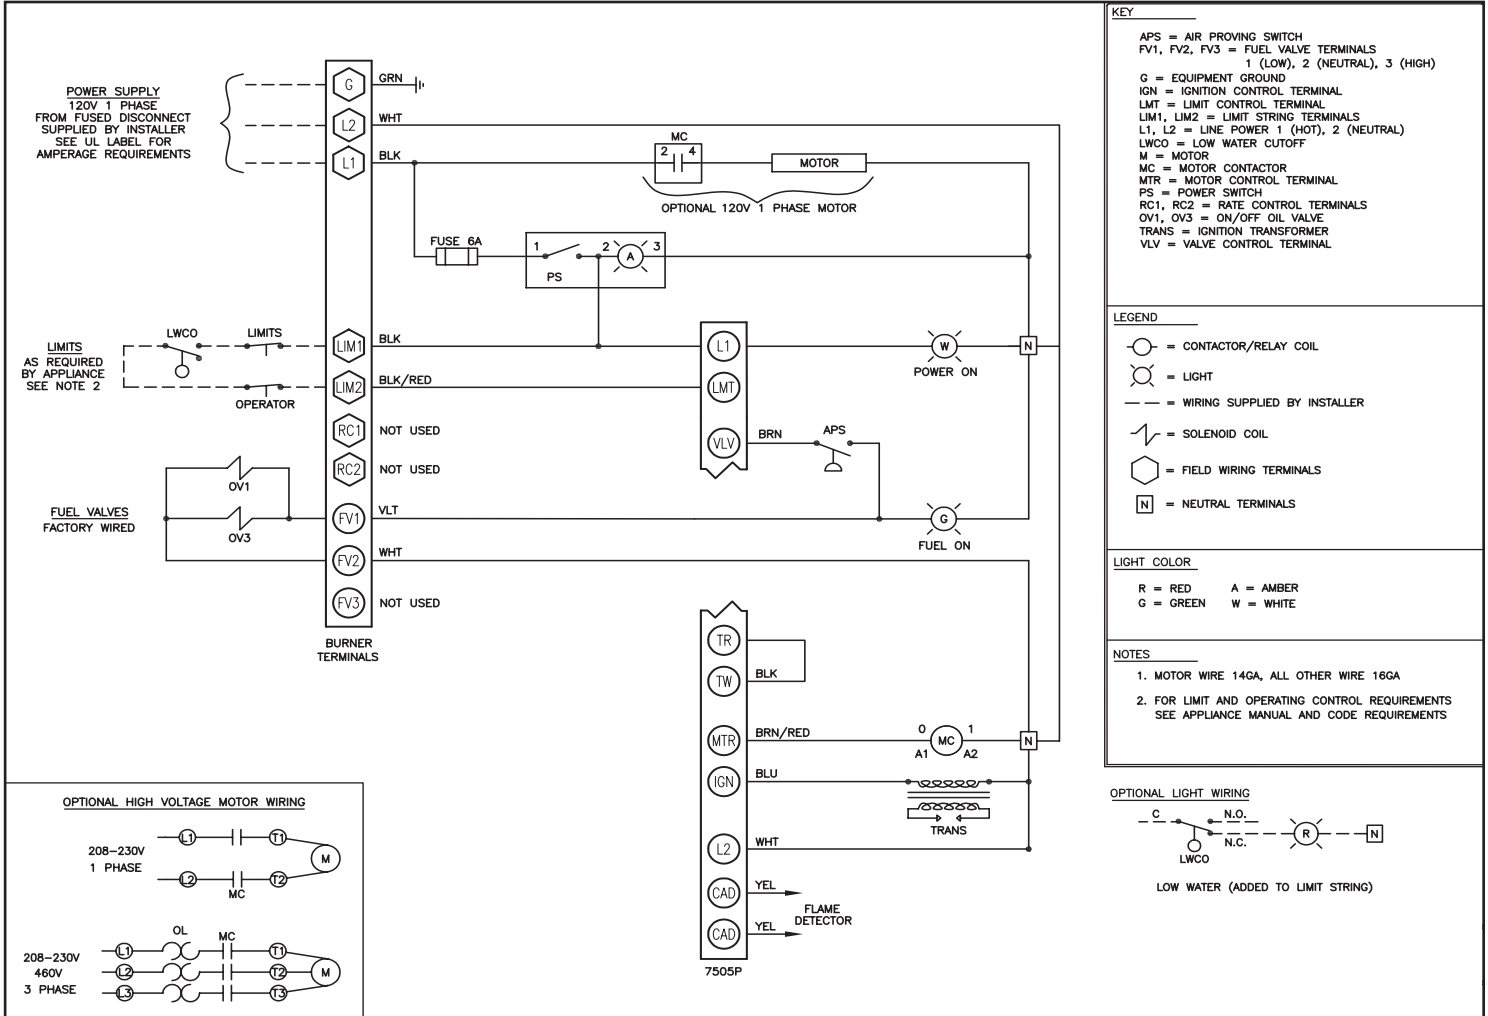 POWER SUPPLY
120V 1 PHASE
FROM FUSED DISCONNECT
SUPPLIED BY INSTALLER
SEE UL LABEL FOR
AMPERAGE REQUIREMENTS
G
GRN
L2
WHT
L1
BLK
MC
2 4
MOTOR
OPTIONAL 120V 1 PHASE MOTOR
FUSE 6A
1
2
A
3
PS
LIMITS
AS REQUIRED
BY APPLIANCE
SEE NOTE 2
LWCO
LIMITS
OPERATOR
LIM1
BLK
LIM2
BLK/RED
RC1
NOT USED
RC2
NOT USED
L1
LMT
VLV
BRN
APS
W
POWER ON
N
FUEL VALVES
FACTORY WIRED
OV1
OV3
FV1
VLT
G
FUEL ON
FV2
WHT
FV3
NOT USED
BURNER
TERMINALS
TR
TW
BLK
MTR
BRN/RED
0
MC
1
A1
A2
N
IGN
BLU
TRANS
L2
WHT
CAD
YEL
CAD
YEL
FLAME
DETECTOR
7505P
OPTIONAL HIGH VOLTAGE MOTOR WIRING
208-230V
1 PHASE
L1
T1
M
L2
MC
T2
208-230V
460V
3 PHASE
OL
MC
L1
T1
L2
T2
M
L3
T3
KEY
APS = AIR PROVING SWITCH
FV1, FV2, FV3 = FUEL VALVE TERMINALS
1 (LOW), 2 (NEUTRAL), 3 (HIGH)
G = EQUIPMENT GROUND
IGN = IGNITION CONTROL TERMINAL
LMT = LIMIT CONTROL TERMINAL
LIM1, LIM2 = LIMIT STRING TERMINALS
L1, L2 = LINE POWER 1 (HOT), 2 (NEUTRAL)
LWCO = LOW WATER CUTOFF
M = MOTOR
MC = MOTOR CONTACTOR
MTR = MOTOR CONTROL TERMINAL
PS = POWER SWITCH
RC1, RC2 = RATE CONTROL TERMINALS
OV1, OV3 = ON/OFF OIL VALVE
TRANS = IGNITION TRANSFORMER
VLV = VALVE CONTROL TERMINAL
LEGEND
= CONTACTOR/RELAY COIL
= LIGHT
= WIRING SUPPLIED BY INSTALLER
= SOLENOID COIL
= FIELD WIRING TERMINALS
N = NEUTRAL TERMINALS
LIGHT COLOR
R = RED A = AMBER
G = GREEN W = WHITE
NOTES
1. MOTOR WIRE 14GA, ALL OTHER WIRE 16GA
2. FOR LIMIT AND OPERATING CONTROL REQUIREMENTS
SEE APPLIANCE MANUAL AND CODE REQUIREMENTS
OPTIONAL LIGHT WIRING
C
N.O.
N.C.
LWCO
R
N
LOW WATER (ADDED TO LIMIT STRING)